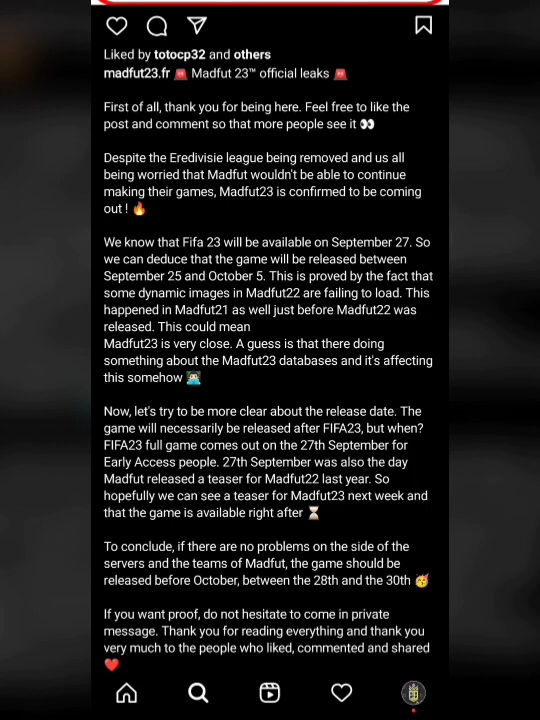 Liked by totocp32 and others
madfut23.fr 🚨 Madfut 23™ official leaks 🚨
First of all, thank you for being here. Feel free to like the
post and comment so that more people see it 👀
Despite the Eredivisie league being removed and us all
being worried that Madfut wouldn't be able to continue
making their games, Madfut23 is confirmed to be coming
out ! 🔥
We know that Fifa 23 will be available on September 27. So
we can deduce that the game will be released between
September 25 and October 5. This is proved by the fact that
some dynamic images in Madfut22 are failing to load. This
happened in Madfut21 as well just before Madfut22 was
released. This could mean
Madfut23 is very close. A guess is that there doing
something about the Madfut23 databases and it's affecting
this somehow 👨🏻‍💻
Now, let's try to be more clear about the release date. The
game will necessarily be released after FIFA23, but when?
FIFA23 full game comes out on the 27th September for
Early Access people. 27th September was also the day
Madfut released a teaser for Madfut22 last year. So
hopefully we can see a teaser for Madfut23 next week and
that the game is available right after ⏳
To conclude, if there are no problems on the side of the
servers and the teams of Madfut, the game should be
released before October, between the 28th and the 30th 🥳
If you want proof, do not hesitate to come in private
message. Thank you for reading everything and thank you
very much to the people who liked, commented and shared
❤️